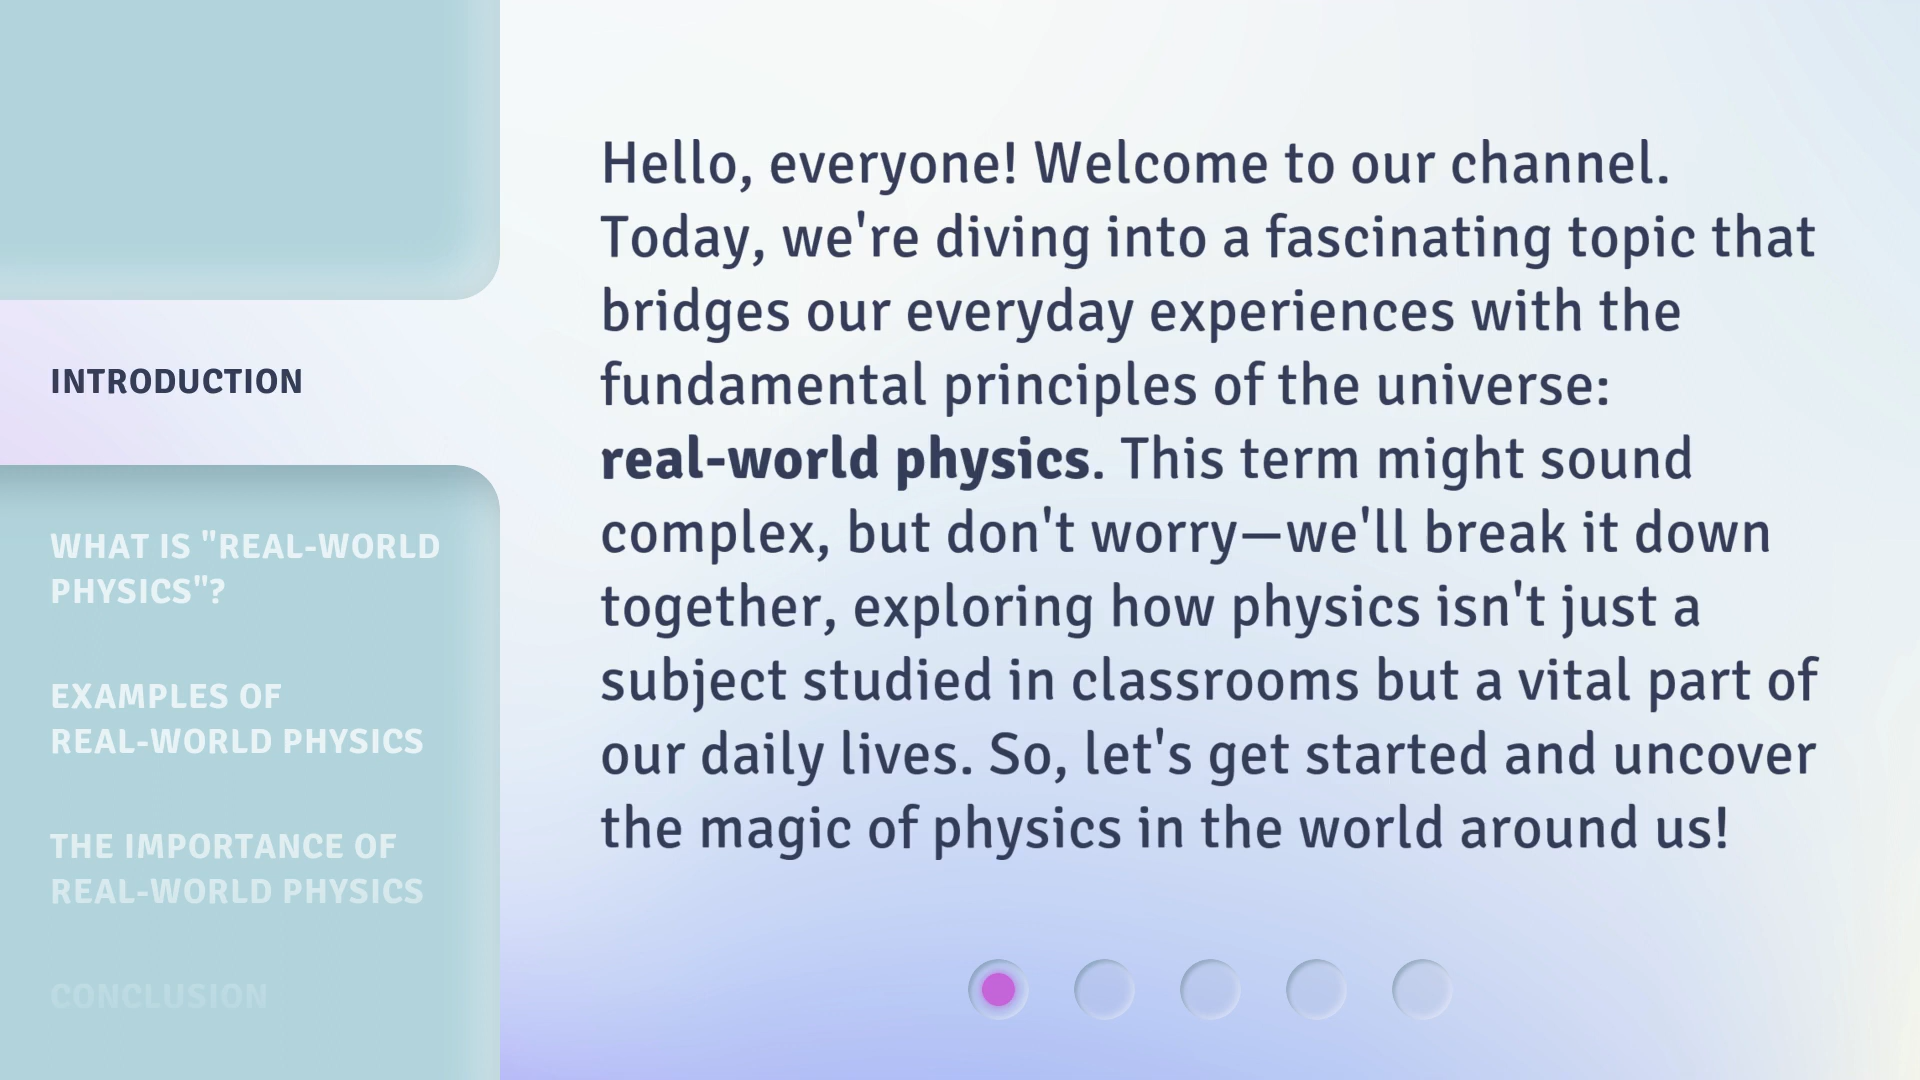 INTRODUCTION
WHAT IS "REAL-WORLD
PHYSICS"?
EXAMPLES OF
REAL-WORLD PHYSICS
THE IMPORTANCE OF
REAL-WORLD PHYSICS
CONCLUSION
Hello, everyone! Welcome to our channel.
Today, we're diving into a fascinating topic that
bridges our everyday experiences with the
fundamental principles of the universe:
real-world physics. This term might sound
complex, but don't worry—we'll break it down
together, exploring how physics isn't just a
subject studied in classrooms but a vital part of
our daily lives. So, let's get started and uncover
the magic of physics in the world around us!